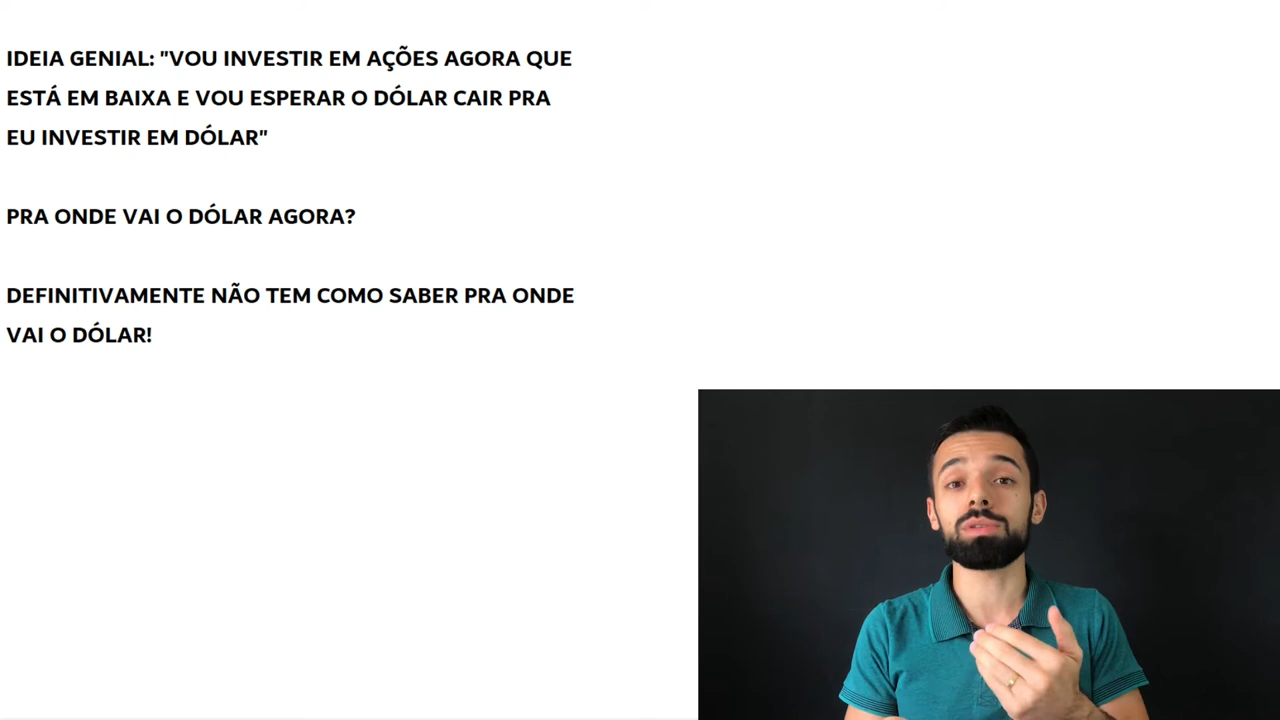 IDEIA GENIAL: "VOU INVESTIR EM AÇÕES AGORA QUE
ESTÁ EM BAIXA E VOU ESPERAR O DÓLAR CAIR PRA
EU INVESTIR EM DÓLAR"
PRA ONDE VAI O DÓLAR AGORA?
DEFINITIVAMENTE NÃO TEM COMO SABER PRA ONDE
VAI O DÓLAR!